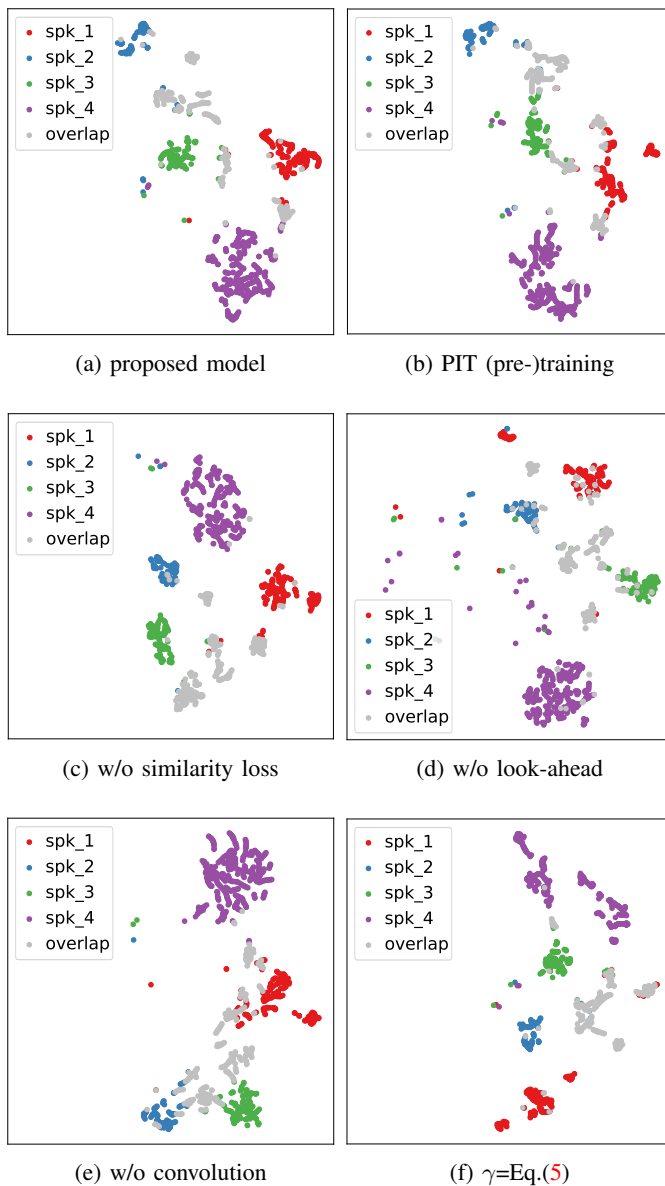 spk_1
spk_2
spk_3
spk_4
overlap
spk_1
spk_2
spk_3
spk_4
overlap
(a) proposed model
(b) PIT (pre-)training
spk_1
spk_2
spk_3
spk_4
overlap
spk_1
spk_2
spk_3
spk_4
overlap
(c) w/o similarity loss
(d) w/o look-ahead
spk_1
spk_2
spk_3
spk_4
overlap
spk_1
spk_2
spk_3
spk_4
overlap
(e) w/o convolution
(f) γ=Eq.(5)